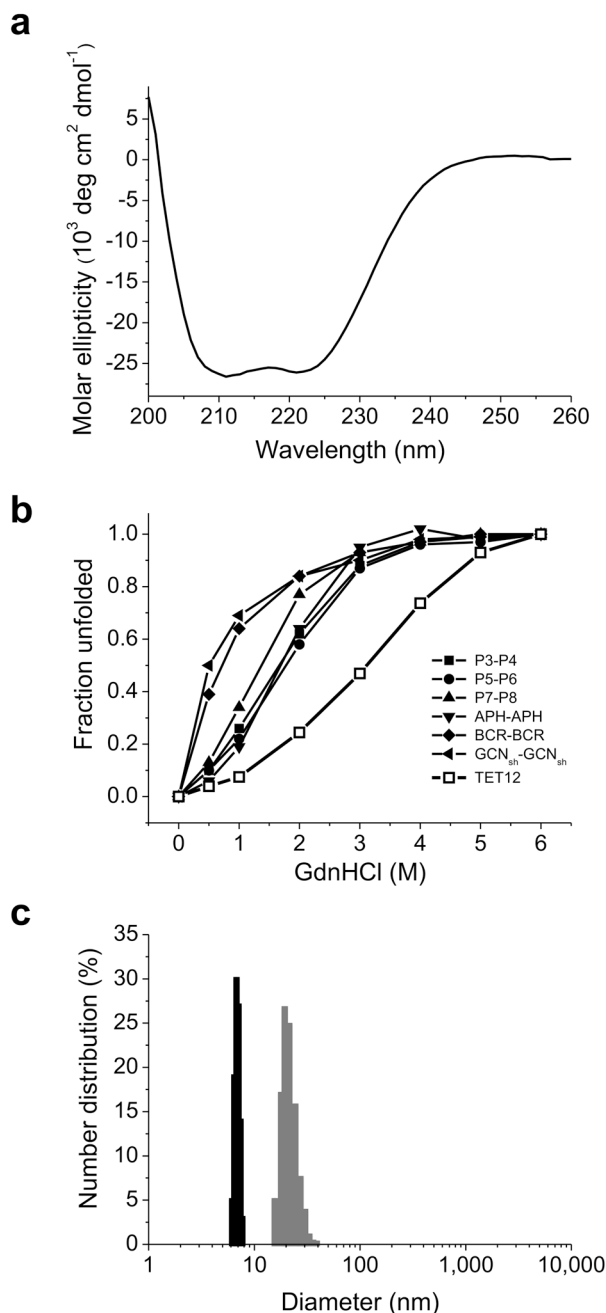 a
Molar ellipticity (10³ deg cm² dmol⁻¹)
5
0
-5
-10
-15
-20
-25
200 210 220 230 240 250 260
Wavelength (nm)
b
Fraction unfolded
1.0
0.8
0.6
0.4
0.2
0.0
P3-P4
P5-P6
P7-P8
APH-APH
BCR-BCR
GCNsh-GCNsh
TET12
0 1 2 3 4 5 6
GdnHCl (M)
c
Number distribution (%)
35
30
25
20
15
10
5
0
1 10 100 1,000 10,000
Diameter (nm)